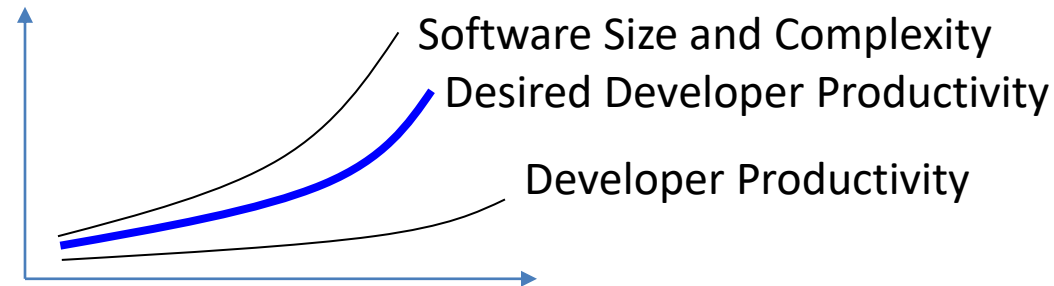 Software Size and Complexity
Desired Developer Productivity
Developer Productivity